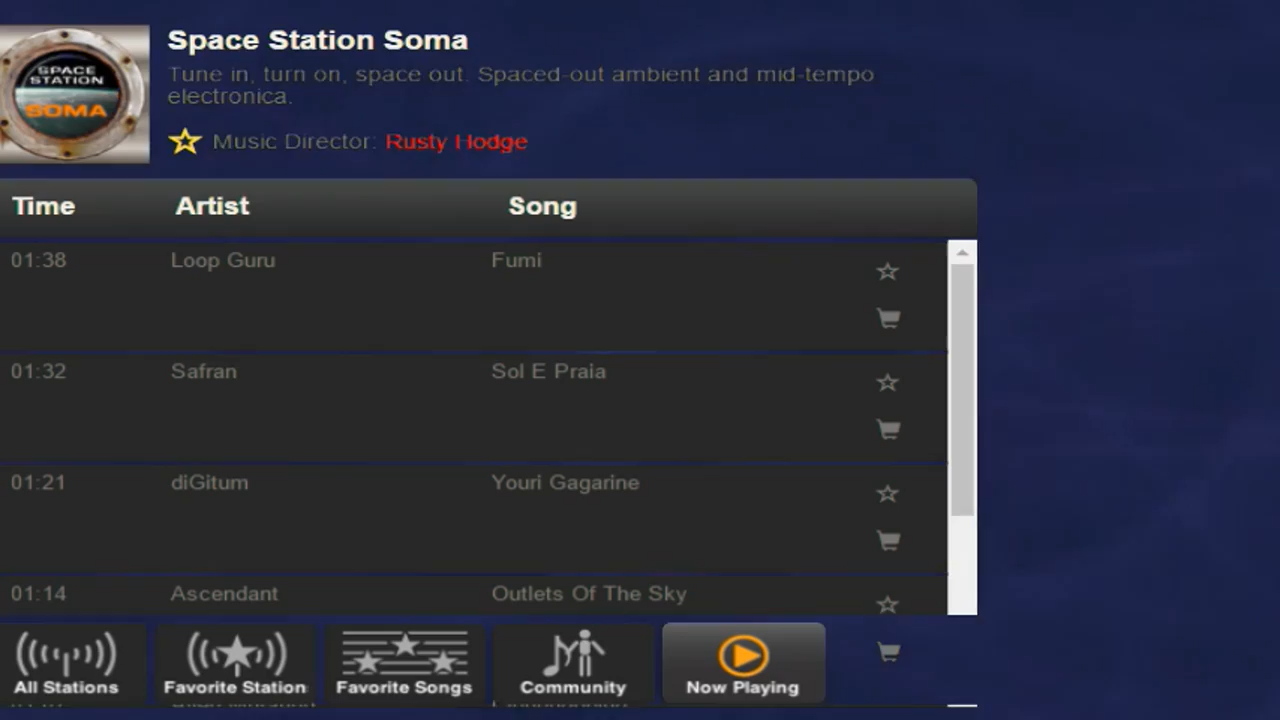 Space Station Soma
Tune in, turn on, space out. Spaced-out ambient and mid-tempo
electronica.
SPACE
STATION
SOMA
Music Director: Rusty Hodge
Time Artist Song
01:38 Loop Guru Fumi
01:32 Safran Sol E Praia
01:21 diGitum Youri Gagarine
01:14 Ascendant Outlets Of The Sky
All Stations Favorite Station Favorite Songs Community Now Playing